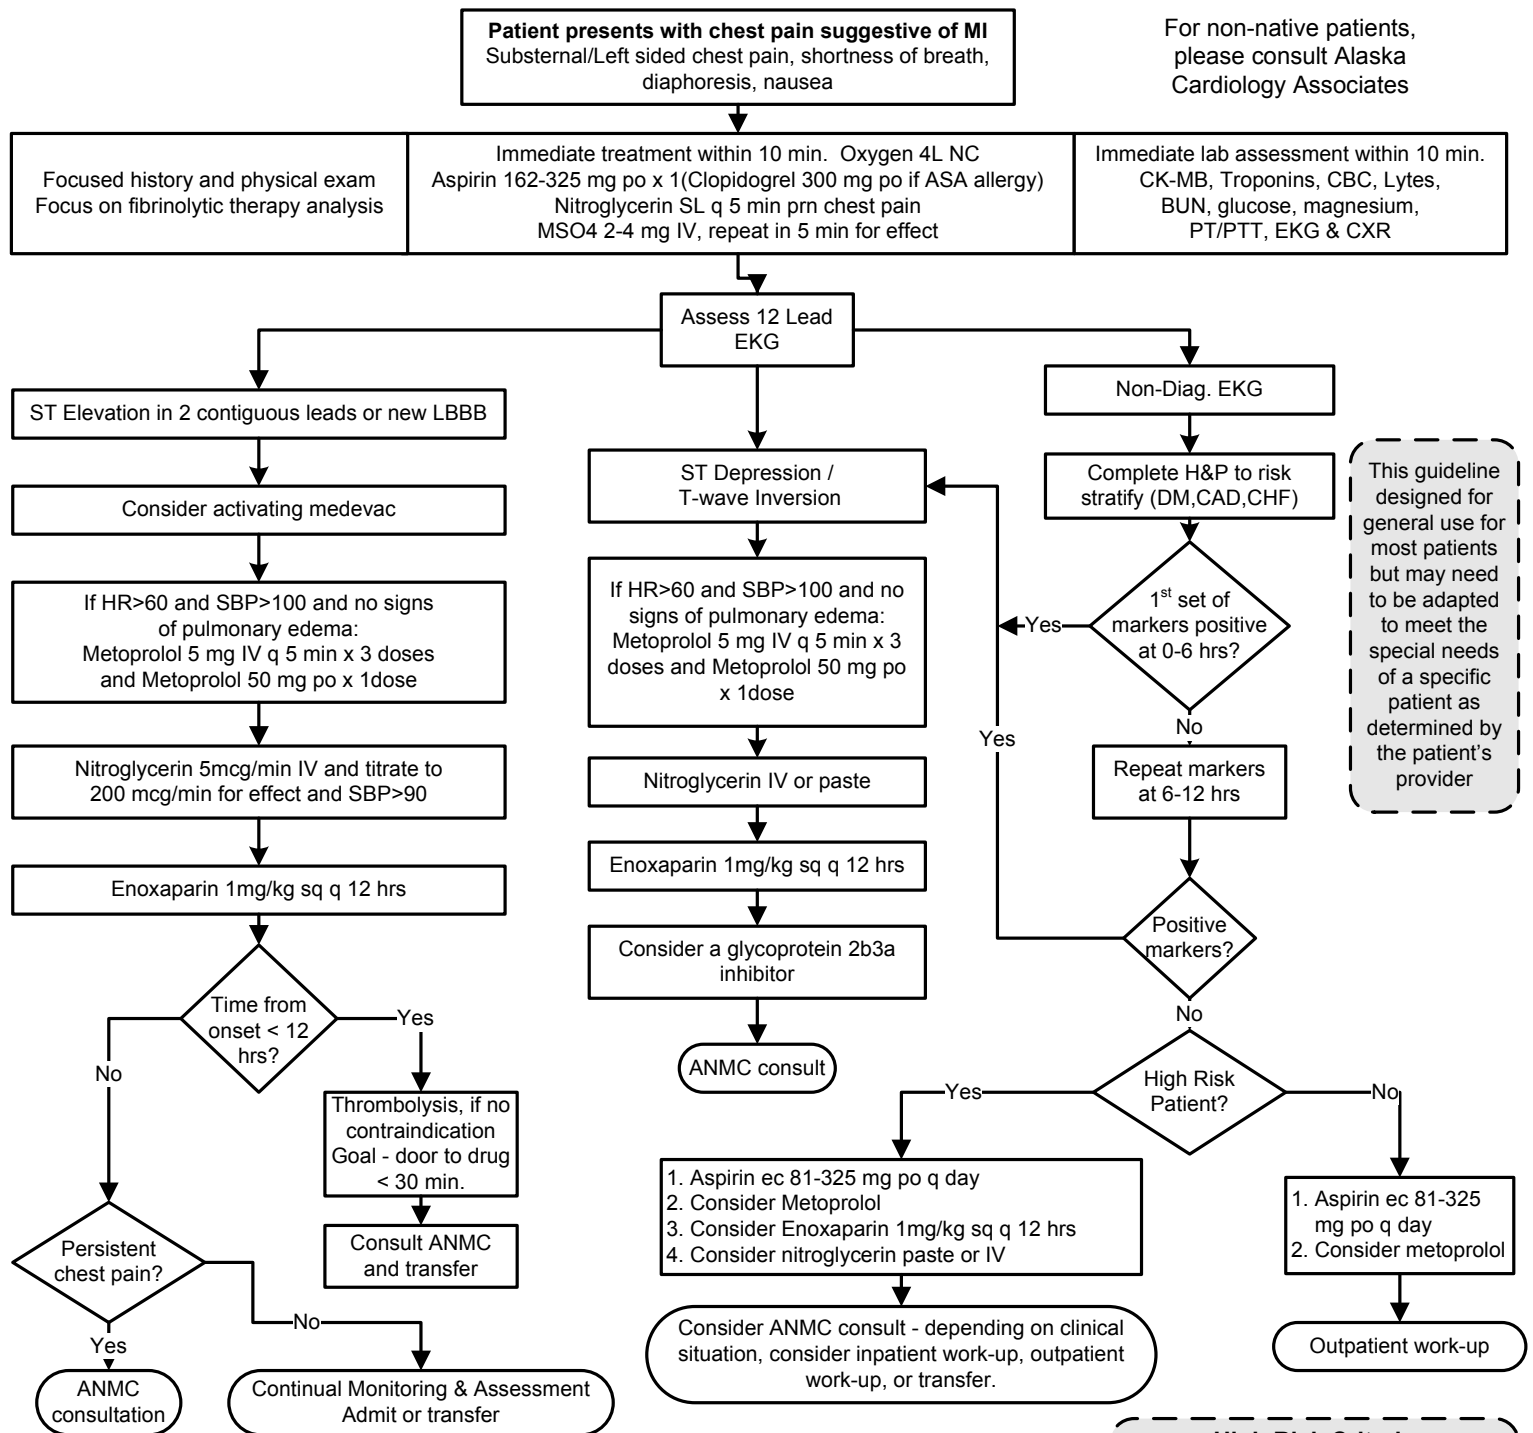 Patient presents with chest pain suggestive of MI
Substernal/Left sided chest pain, shortness of breath,
diaphoresis, nausea
For non-native patients,
please consult Alaska
Cardiology Associates
Focused history and physical exam
Focus on fibrinolytic therapy analysis
Immediate treatment within 10 min. Oxygen 4L NC
Aspirin 162-325 mg po x 1(Clopidogrel 300 mg po if ASA allergy)
Nitroglycerin SL q 5 min prn chest pain
MSO4 2-4 mg IV, repeat in 5 min for effect
Immediate lab assessment within 10 min.
CK-MB, Troponins, CBC, Lytes,
BUN, glucose, magnesium,
PT/PTT, EKG & CXR
Assess 12 Lead
EKG
ST Elevation in 2 contiguous leads or new LBBB
Consider activating medevac
If HR>60 and SBP>100 and no signs
of pulmonary edema:
Metoprolol 5 mg IV q 5 min x 3 doses
and Metoprolol 50 mg po x 1dose
Nitroglycerin 5mcg/min IV and titrate to
200 mcg/min for effect and SBP>90
Enoxaparin 1mg/kg sq q 12 hrs
Time from
onset < 12
hrs?
Yes
No
Thrombolysis, if no
contraindication
Goal - door to drug
< 30 min.
Consult ANMC
and transfer
Persistent
chest pain?
No
Yes
ANMC
consultation
Continual Monitoring & Assessment
Admit or transfer
ST Depression /
T-wave Inversion
If HR>60 and SBP>100 and no
signs of pulmonary edema:
Metoprolol 5 mg IV q 5 min x 3
doses and Metoprolol 50 mg po
x 1dose
Nitroglycerin IV or paste
Enoxaparin 1mg/kg sq q 12 hrs
Consider a glycoprotein 2b3a
inhibitor
ANMC consult
Non-Diag. EKG
Complete H&P to risk
stratify (DM,CAD,CHF)
1st set of
markers positive
at 0-6 hrs?
Yes
No
Repeat markers
at 6-12 hrs
Yes
Positive
markers?
No
High Risk
Patient?
Yes
No
1. Aspirin ec 81-325 mg po q day
2. Consider Metoprolol
3. Consider Enoxaparin 1mg/kg sq q 12 hrs
4. Consider nitroglycerin paste or IV
Consider ANMC consult - depending on clinical
situation, consider inpatient work-up, outpatient
work-up, or transfer.
1. Aspirin ec 81-325
mg po q day
2. Consider metoprolol
Outpatient work-up
This guideline
designed for
general use for
most patients
but may need
to be adapted
to meet the
special needs
of a specific
patient as
determined by
the patient's
provider